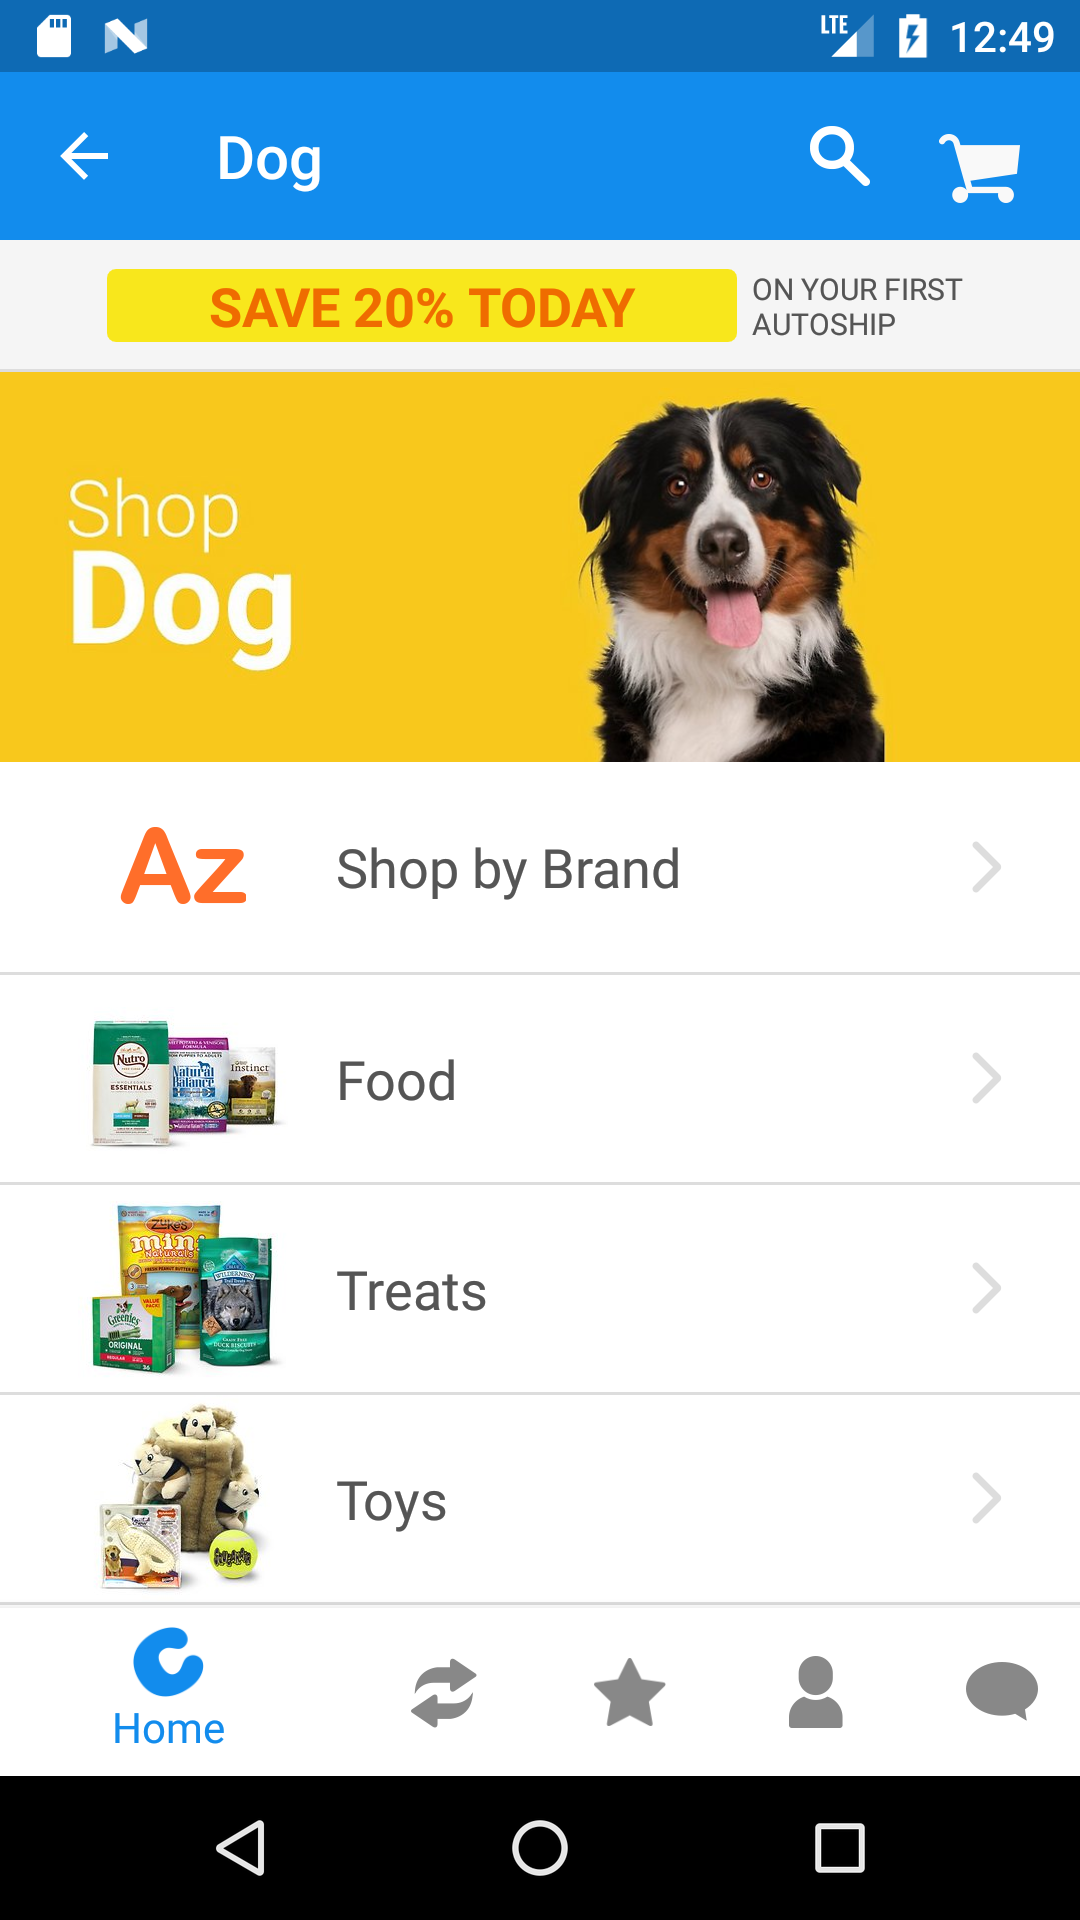 LTE 12:49
Dog
SAVE 20% TODAY
ON YOUR FIRST
AUTOSHIP
Shop
Dog
Az
Shop by Brand
Nutro
ESSENTIALS
Natural
Balance
Instinct
Food
Zuke's
mini
Naturals
WILDERNESS
Greenies
ORIGINAL
DUCK BISCUITS
Treats
Toys
Home